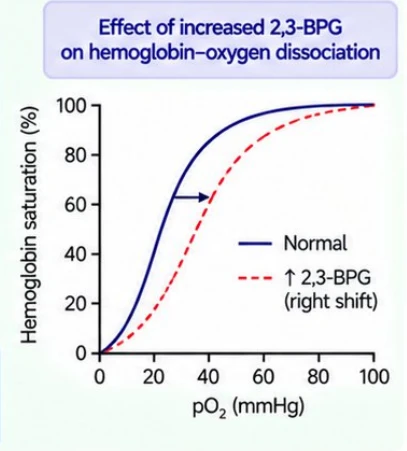 Effect of increased 2,3-BPG
on hemoglobin–oxygen dissociation
Hemoglobin saturation (%)
100
80
60
40
20
0
Normal
↑ 2,3-BPG
(right shift)
0 20 40 60 80 100
pO₂ (mmHg)